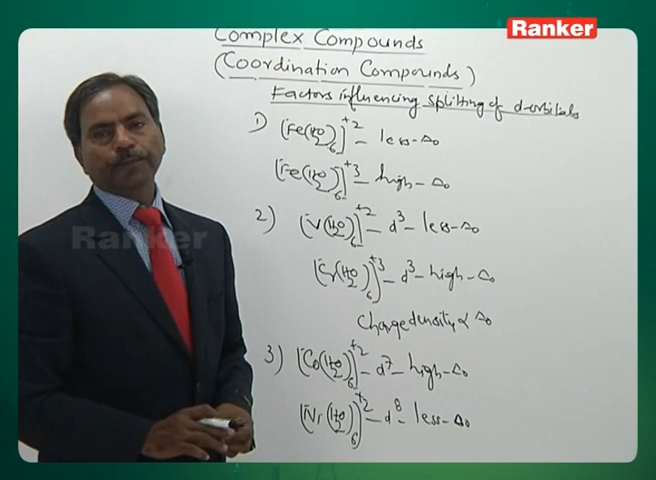 Ranker
Complex Compounds
(Coordination Compounds)
Factors influencing splitting of d-orbitals
1) [Fe(H2O)6]+2 – less – Δo
[Fe(H2O)6]+3 – high – Δo
2) [V(H2O)6]+2 – d3 – less – Δo
[Cr(H2O)6]+3 – d3 – high – Δo
Ranker
Charge density ∝ Δo
3) [Co(H2O)6]+2 – d7 – high – Δo
[Ni(H2O)6]+2 – d8 – less – Δo